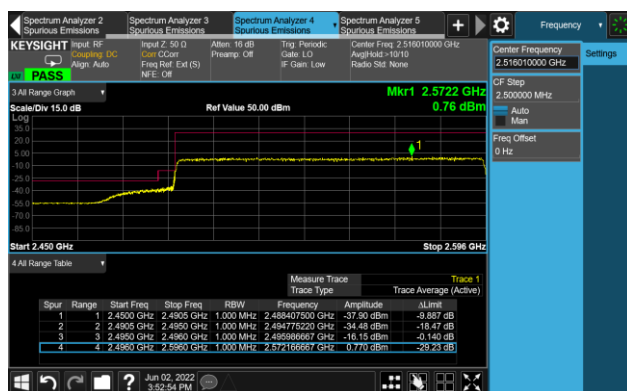 Spectrum Analyzer 2
Spurious Emissions
Spectrum Analyzer 3
Spurious Emissions
Spectrum Analyzer 4
Spurious Emissions
Spectrum Analyzer 5
Spurious Emissions
+
Frequency
KEYSIGHT
Input: RF
Coupling: DC
Align: Auto
Input Z: 50 Ω
Corr CCorr
Freq Ref: Ext (S)
NFE: Off
Atten: 16 dB
Preamp: Off
Trig: Periodic
Gate: LO
IF Gain: Low
Center Freq: 2.516010000 GHz
Avg|Hold:>10/10
Radio Std: None
PASS
Center Frequency
2.516010000 GHz
Settings
CF Step
2.500000 MHz
Auto
Man
Freq Offset
0 Hz
3 All Range Graph
Mkr1 2.5722 GHz
Scale/Div 15.0 dB
Ref Value 50.00 dBm
0.76 dBm
Log
35.0
20.0
5.00
-10.0
-25.0
-40.0
-55.0
-70.0
-85.0
1
Start 2.450 GHz
Stop 2.596 GHz
4 All Range Table
Measure Trace Trace 1
Trace Type Trace Average (Active)
Spur Range Start Freq Stop Freq RBW Frequency Amplitude ΔLimit
1 1 2.4500 GHz 2.4905 GHz 1.000 MHz 2.488407500 GHz -37.90 dBm -9.887 dB
2 2 2.4905 GHz 2.4950 GHz 1.000 MHz 2.494775220 GHz -34.48 dBm -18.47 dB
3 3 2.4950 GHz 2.4960 GHz 1.000 MHz 2.495986667 GHz -16.15 dBm -0.140 dB
4 4 2.4960 GHz 2.5960 GHz 1.000 MHz 2.572166667 GHz 0.770 dBm -29.23 dB
?
Jun 02, 2022
3:52:54 PM